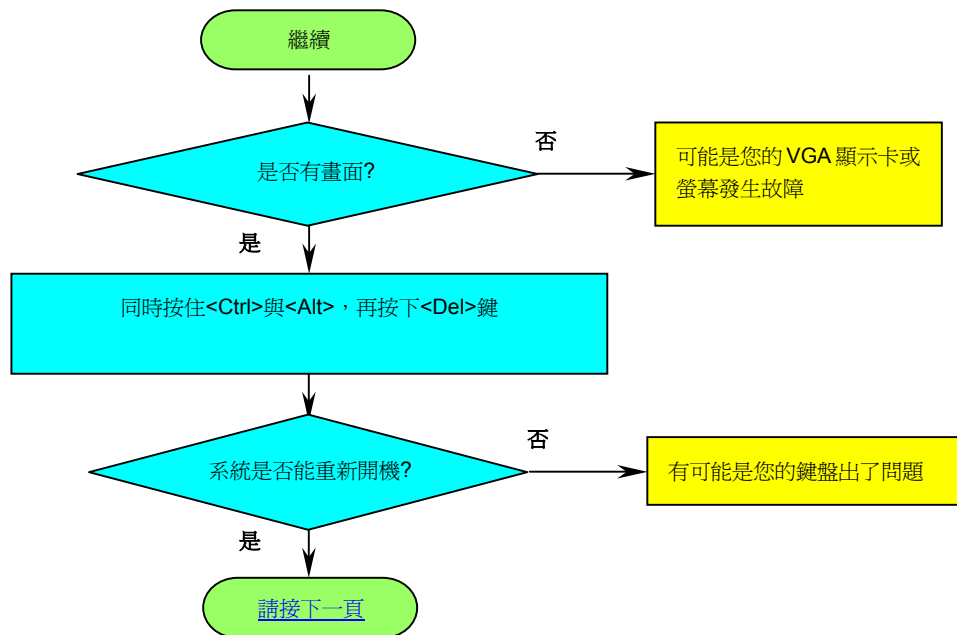 繼續
是否有畫面?
否
可能是您的 VGA 顯示卡或
螢幕發生故障
是
同時按住<Ctrl>與<Alt>，再按下<Del>鍵
系統是否能重新開機?
否
有可能是您的鍵盤出了問題
是
請接下一頁